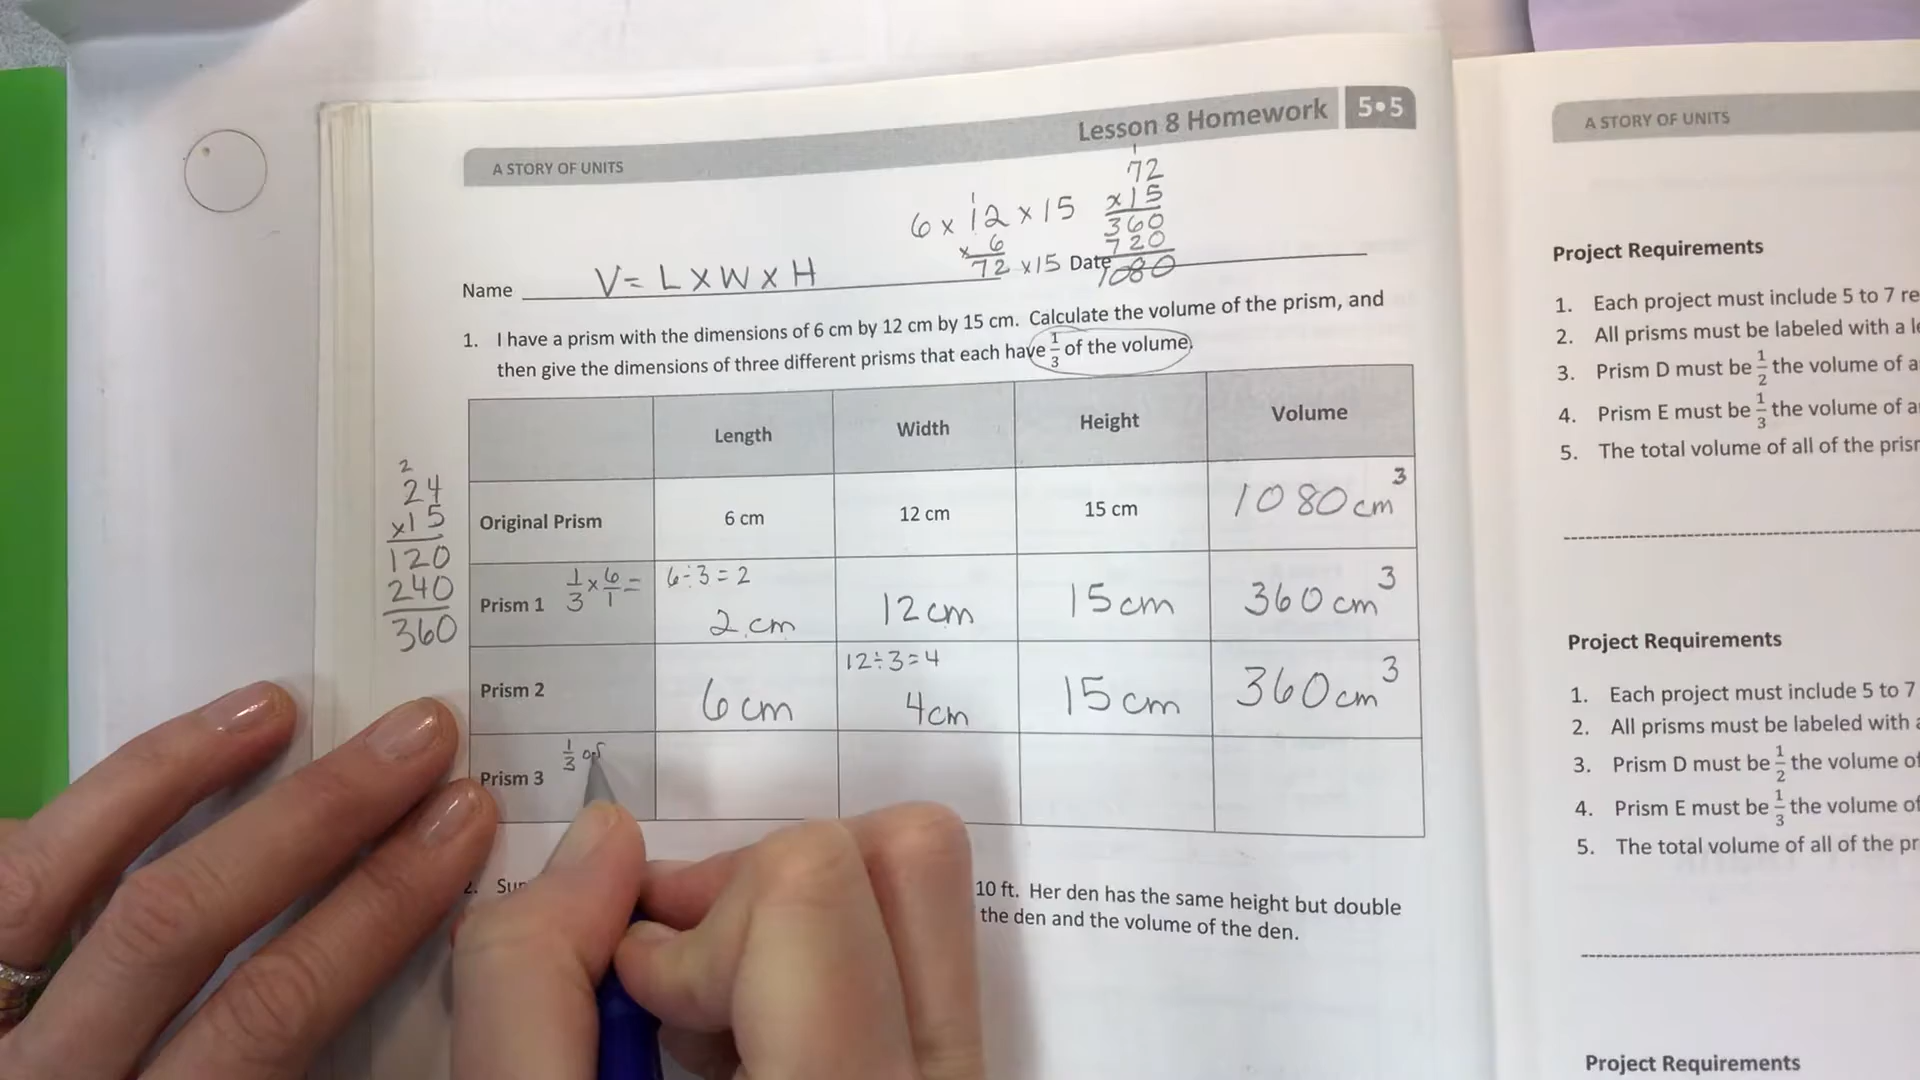 Lesson 8 Homework 5•5
A STORY OF UNITS
6 x 12 x 15
x 6
72 x15
1
72
x15
360
720
1080
Name V= L x W x H Date
1. I have a prism with the dimensions of 6 cm by 12 cm by 15 cm. Calculate the volume of the prism, and
then give the dimensions of three different prisms that each have 1/3 of the volume.
Length Width Height Volume
Original Prism 6 cm 12 cm 15 cm 1080 cm³
Prism 1 1/3 x 6/1 = 6÷3=2 2 cm 12 cm 15 cm 360 cm³
Prism 2 6 cm 12÷3=4 4 cm 15 cm 360 cm³
Prism 3 1/3 of
2
24
x15
120
240
360
2.
10 ft. Her den has the same height but double
the den and the volume of the den.
A STORY OF UNITS
Project Requirements
1. Each project must include 5 to 7
2. All prisms must be labeled with a
3. Prism D must be 1/2 the volume of
4. Prism E must be 1/3 the volume of
5. The total volume of all of the
Project Requirements
1. Each project must include 5 to 7
2. All prisms must be labeled with
3. Prism D must be 1/2 the volume of
4. Prism E must be 1/3 the volume of
5. The total volume of all of the
Project Requirements